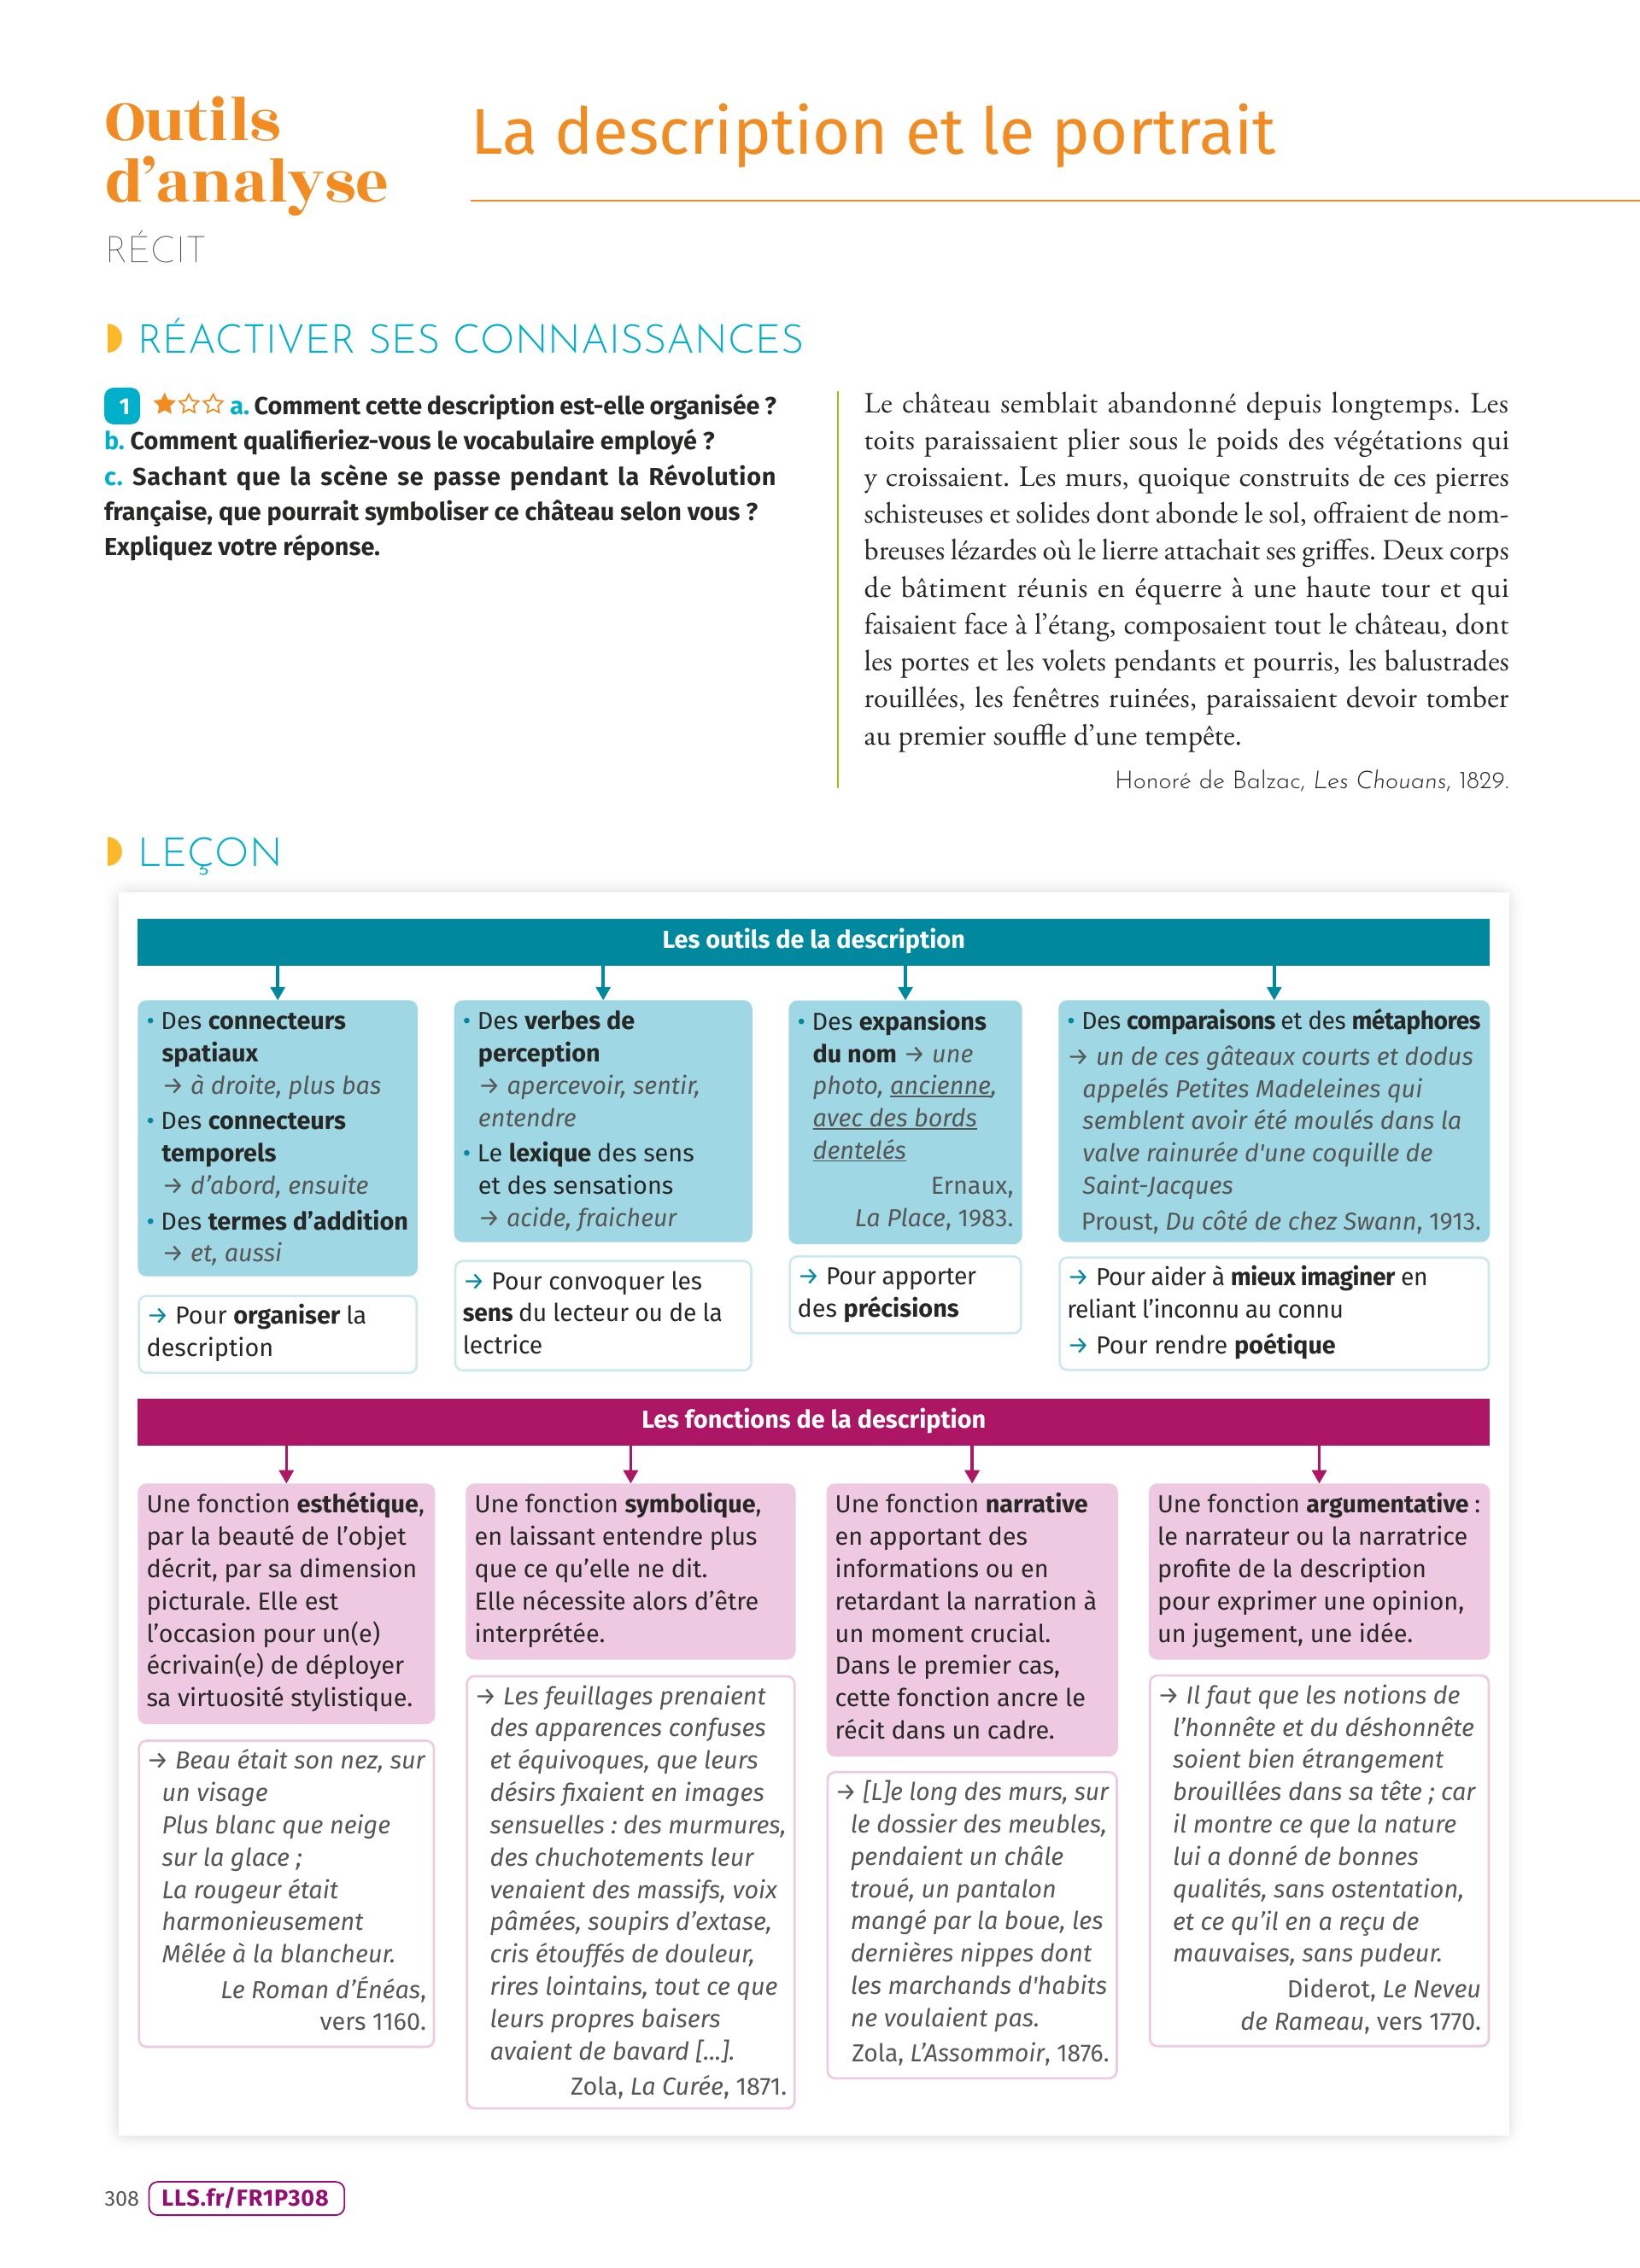 Outils
d’analyse
RÉCIT
La description et le portrait
RÉACTIVER SES CONNAISSANCES
1 a. Comment cette description est-elle organisée ?
b. Comment qualifieriez-vous le vocabulaire employé ?
c. Sachant que la scène se passe pendant la Révolution
française, que pourrait symboliser ce château selon vous ?
Expliquez votre réponse.
Le château semblait abandonné depuis longtemps. Les
toits paraissaient plier sous le poids des végétations qui
y croissaient. Les murs, quoique construits de ces pierres
schisteuses et solides dont abonde le sol, offraient de nom-
breuses lézardes où le lierre attachait ses griffes. Deux corps
de bâtiment réunis en équerre à une haute tour et qui
faisaient face à l’étang, composaient tout le château, dont
les portes et les volets pendants et pourris, les balustrades
rouillées, les fenêtres ruinées, paraissaient devoir tomber
au premier souffle d’une tempête.
Honoré de Balzac, Les Chouans, 1829.
LEÇON
Les outils de la description
• Des connecteurs
spatiaux
→ à droite, plus bas
• Des connecteurs
temporels
→ d’abord, ensuite
• Des termes d’addition
→ et, aussi
→ Pour organiser la
description
• Des verbes de
perception
→ apercevoir, sentir,
entendre
• Le lexique des sens
et des sensations
→ acide, fraicheur
→ Pour convoquer les
sens du lecteur ou de la
lectrice
• Des expansions
du nom → une
photo, ancienne,
avec des bords
dentelés
Ernaux,
La Place, 1983.
→ Pour apporter
des précisions
• Des comparaisons et des métaphores
→ un de ces gâteaux courts et dodus
appelés Petites Madeleines qui
semblent avoir été moulés dans la
valve rainurée d'une coquille de
Saint-Jacques
Proust, Du côté de chez Swann, 1913.
→ Pour aider à mieux imaginer en
reliant l’inconnu au connu
→ Pour rendre poétique
Les fonctions de la description
Une fonction esthétique,
par la beauté de l’objet
décrit, par sa dimension
picturale. Elle est
l’occasion pour un(e)
écrivain(e) de déployer
sa virtuosité stylistique.
→ Beau était son nez, sur
un visage
Plus blanc que neige
sur la glace ;
La rougeur était
harmonieusement
Mêlée à la blancheur.
Le Roman d’Énéas,
vers 1160.
Une fonction symbolique,
en laissant entendre plus
que ce qu’elle ne dit.
Elle nécessite alors d’être
interprétée.
→ Les feuillages prenaient
des apparences confuses
et équivoques, que leurs
désirs fixaient en images
sensuelles : des murmures,
des chuchotements leur
venaient des massifs, voix
pâmées, soupirs d’extase,
cris étouffés de douleur,
rires lointains, tout ce que
leurs propres baisers
avaient de bavard [...].
Zola, La Curée, 1871.
Une fonction narrative
en apportant des
informations ou en
retardant la narration à
un moment crucial.
Dans le premier cas,
cette fonction ancre le
récit dans un cadre.
→ [L]e long des murs, sur
le dossier des meubles,
pendaient un châle
troué, un pantalon
mangé par la boue, les
dernières nippes dont
les marchands d'habits
ne voulaient pas.
Zola, L’Assommoir, 1876.
Une fonction argumentative :
le narrateur ou la narratrice
profite de la description
pour exprimer une opinion,
un jugement, une idée.
→ Il faut que les notions de
l’honnête et du déshonnête
soient bien étrangement
brouillées dans sa tête ; car
il montre ce que la nature
lui a donné de bonnes
qualités, sans ostentation,
et ce qu’il en a reçu de
mauvaises, sans pudeur.
Diderot, Le Neveu
de Rameau, vers 1770.
308 LLS.fr/FR1P308